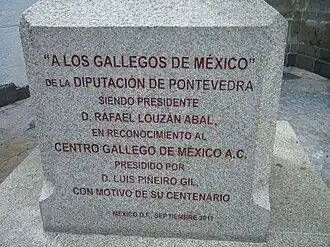 “A LOS GALLEGOS DE MÉXICO”
DE LA DIPUTACIÓN DE PONTEVEDRA
SIENDO PRESIDENTE
D. RAFAEL LOUZÁN ABAL,
EN RECONOCIMIENTO AL
CENTRO GALLEGO DE MÉXICO A.C.
PRESIDIDO POR
D. LUIS PIÑEIRO GIL,
CON MOTIVO DE SU CENTENARIO
MÉXICO D.F., SEPTIEMBRE 2011